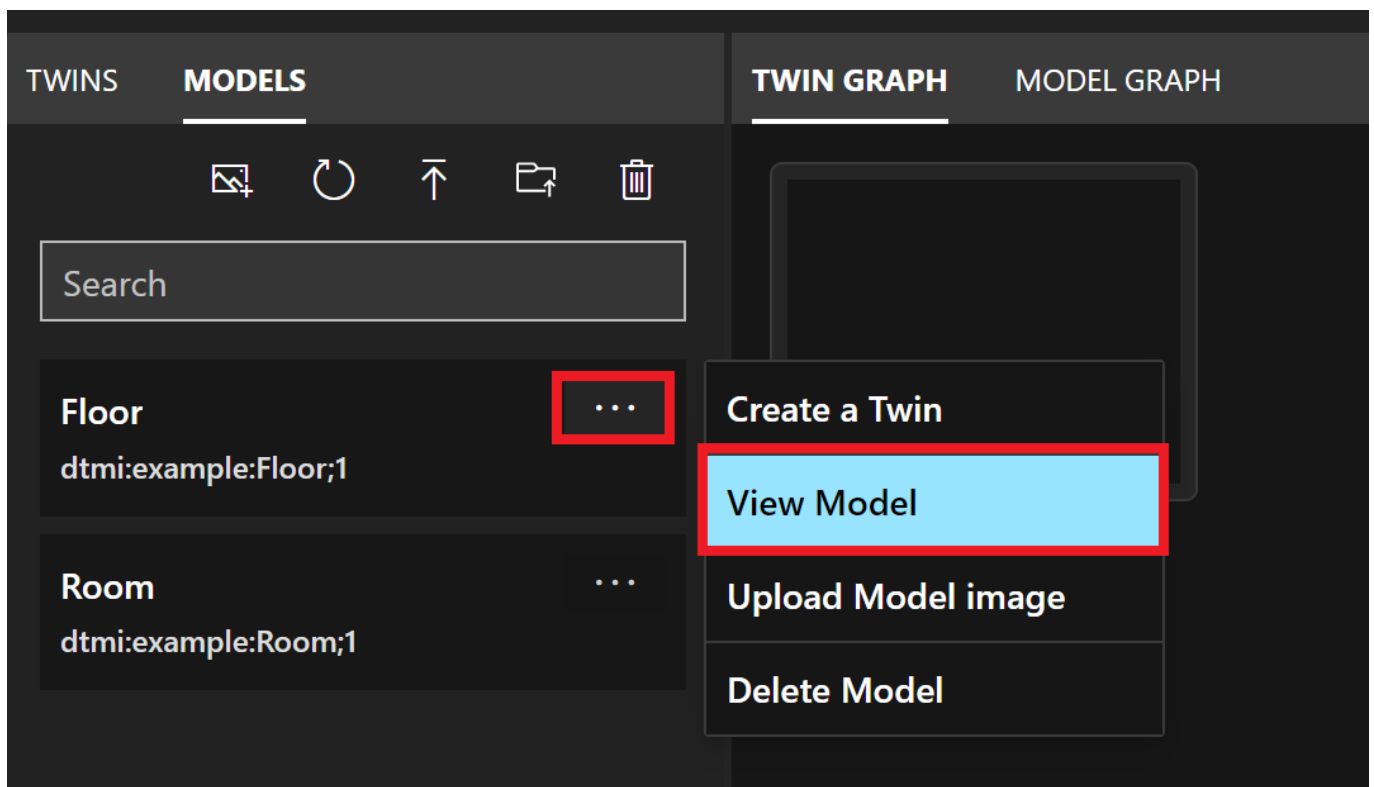 TWINS MODELS
TWIN GRAPH MODEL GRAPH
Search
Floor
dtmi:example:Floor;1
Room
dtmi:example:Room;1
Create a Twin
View Model
Upload Model image
Delete Model